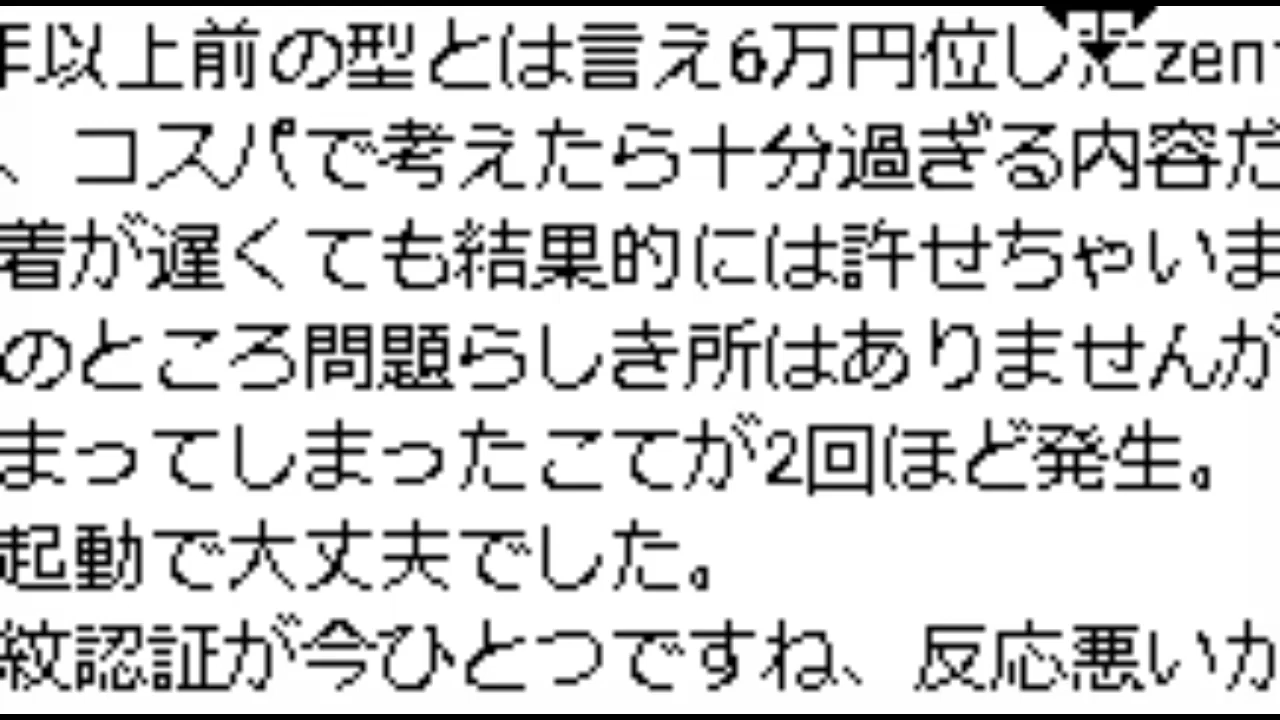 年以上前の型とは言え6万円位したzen
、コスパで考えたら十分過ぎる内容だ
着が遅くても結果的には許せちゃいま
のところ問題らしき所はありませんが
まってしまったこてが2回ほど発生。
起動で大丈夫でした。
紋認証が今ひとつですね、反応悪いか